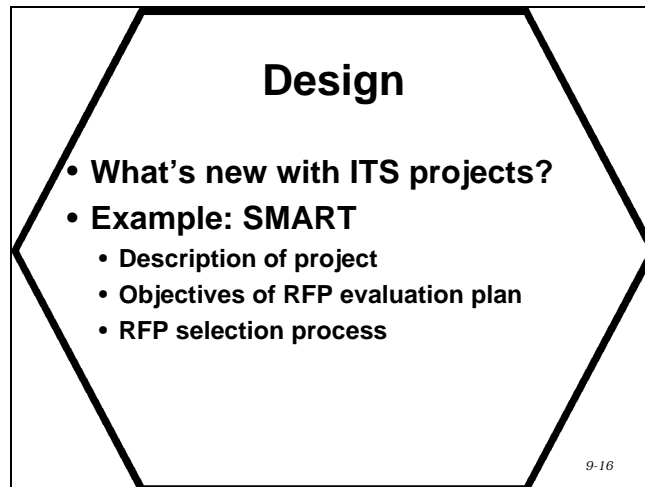 Design
• What's new with ITS projects?
• Example: SMART
• Description of project
• Objectives of RFP evaluation plan
• RFP selection process
9-16